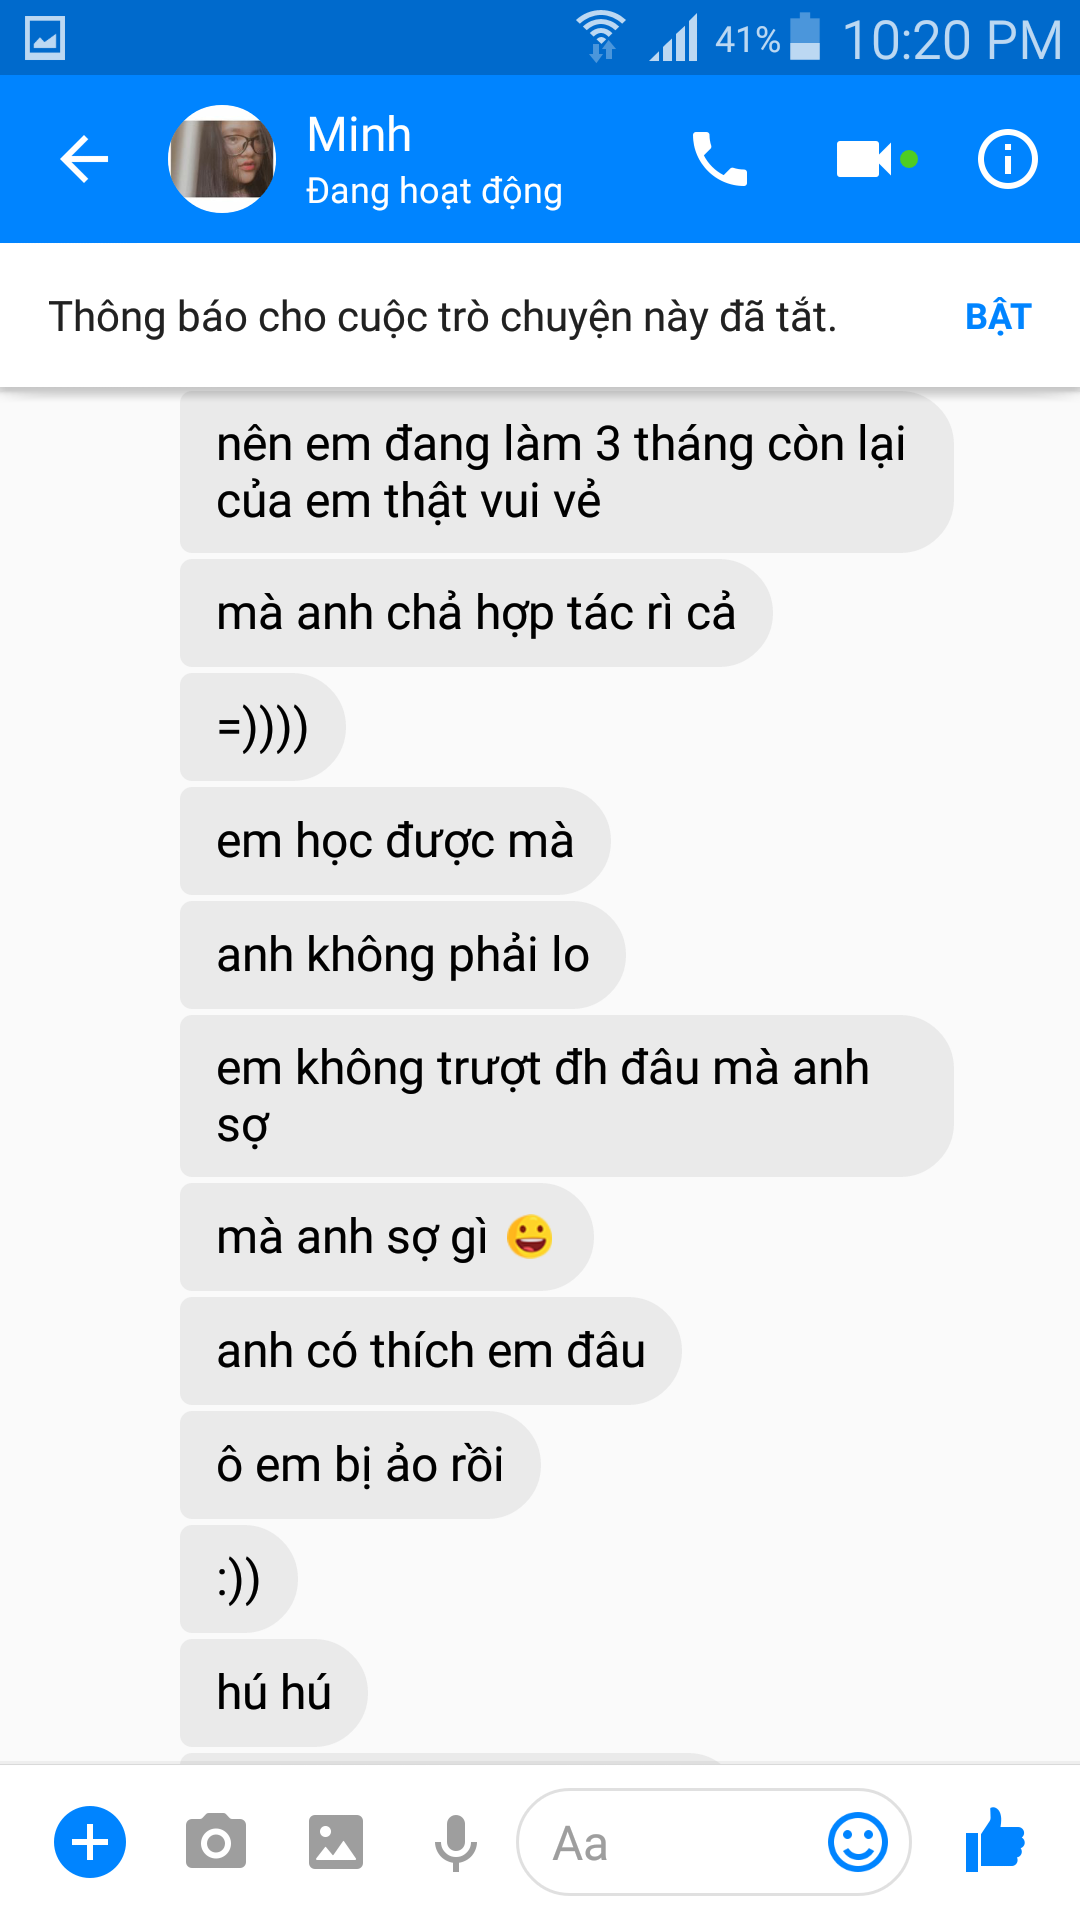 41% 10:20 PM
Minh
Đang hoạt động
Thông báo cho cuộc trò chuyện này đã tắt. BẬT
nên em đang làm 3 tháng còn lại
của em thật vui vẻ
mà anh chả hợp tác rì cả
=))))
em học được mà
anh không phải lo
em không trượt đh đâu mà anh
sợ
mà anh sợ gì 😀
anh có thích em đâu
ô em bị ảo rồi
:))
hú hú
Aa